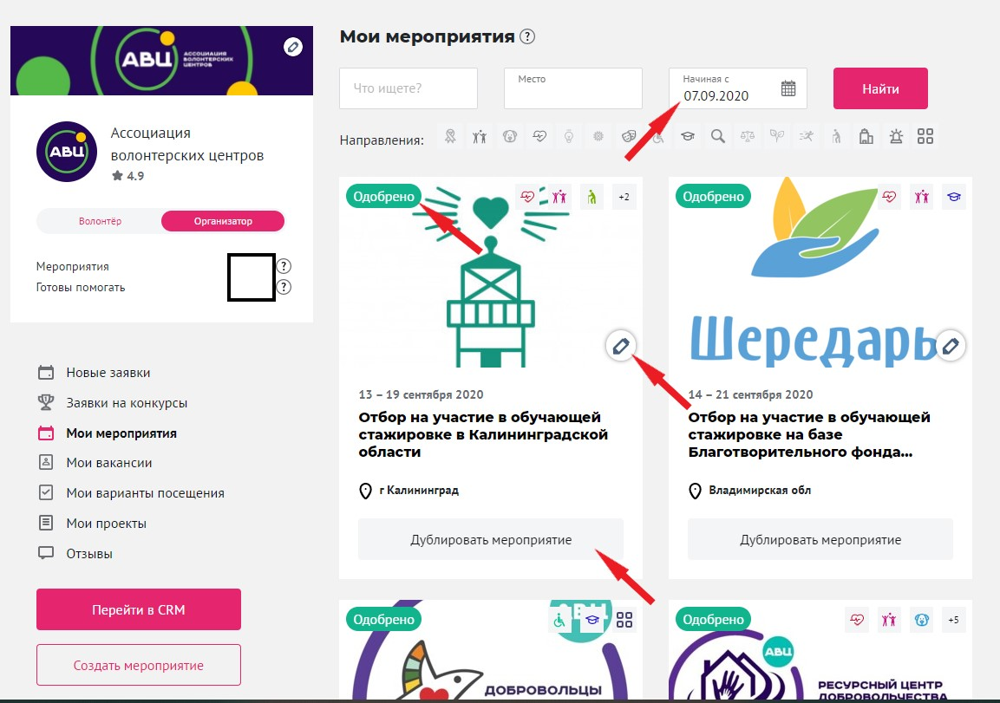 АВЦ
АССОЦИАЦИЯ
ВОЛОНТЕРСКИХ
ЦЕНТРОВ
АВЦ
Ассоциация
волонтерских центров
4.9
Волонтёр
Организатор
Мероприятия ?
Готовы помогать ?
Новые заявки
Заявки на конкурсы
Мои мероприятия
Мои вакансии
Мои варианты посещения
Мои проекты
Отзывы
Перейти в CRM
Создать мероприятие
Мои мероприятия ?
Что ищете?
Место
Начиная с
07.09.2020
Найти
Направления:
Одобрено
+2
13 – 19 сентября 2020
Отбор на участие в обучающей
стажировке в Калининградской
области
г Калининград
Дублировать мероприятие
Одобрено
Шередарь
14 – 21 сентября 2020
Отбор на участие в обучающей
стажировке на базе
Благотворительного фонда...
Владимирская обл
Дублировать мероприятие
Одобрено
АВЦ
ДОБРОВОЛЬЦЫ
Одобрено
+5
АВЦ
РЕСУРСНЫЙ ЦЕНТР
ДОБРОВОЛЬЧЕСТВА